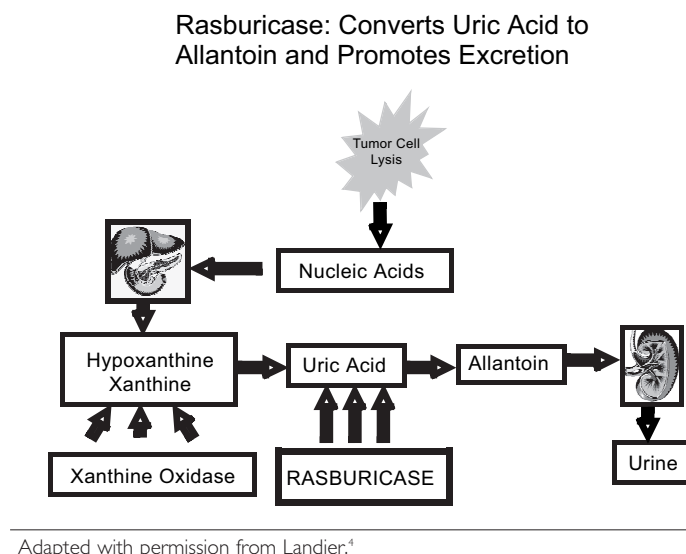 Rasburicase: Converts Uric Acid to
Allantoin and Promotes Excretion
Tumor Cell
Lysis
Nucleic Acids
Hypoxanthine
Xanthine
Uric Acid
Allantoin
Xanthine Oxidase
RASBURICASE
Urine
Adapted with permission from Landier.⁴